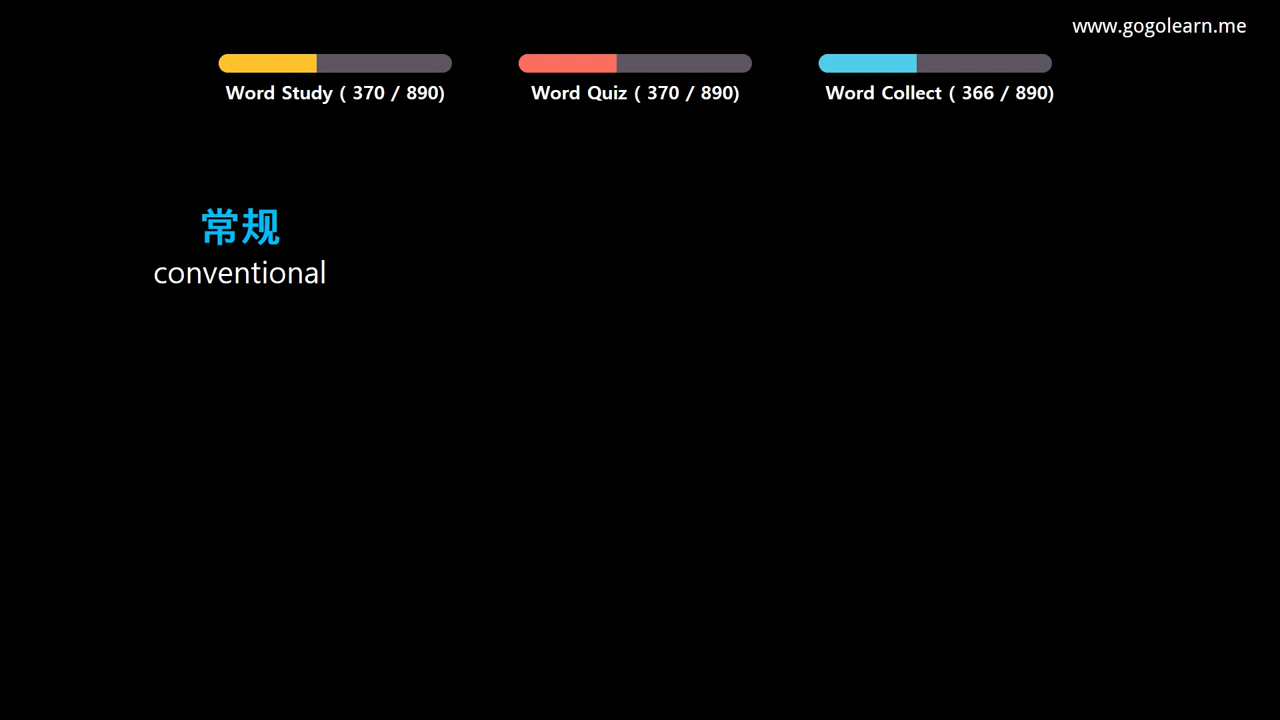 www.gogolearn.me
Word Study ( 370 / 890)
Word Quiz ( 370 / 890)
Word Collect ( 366 / 890)
常规
conventional